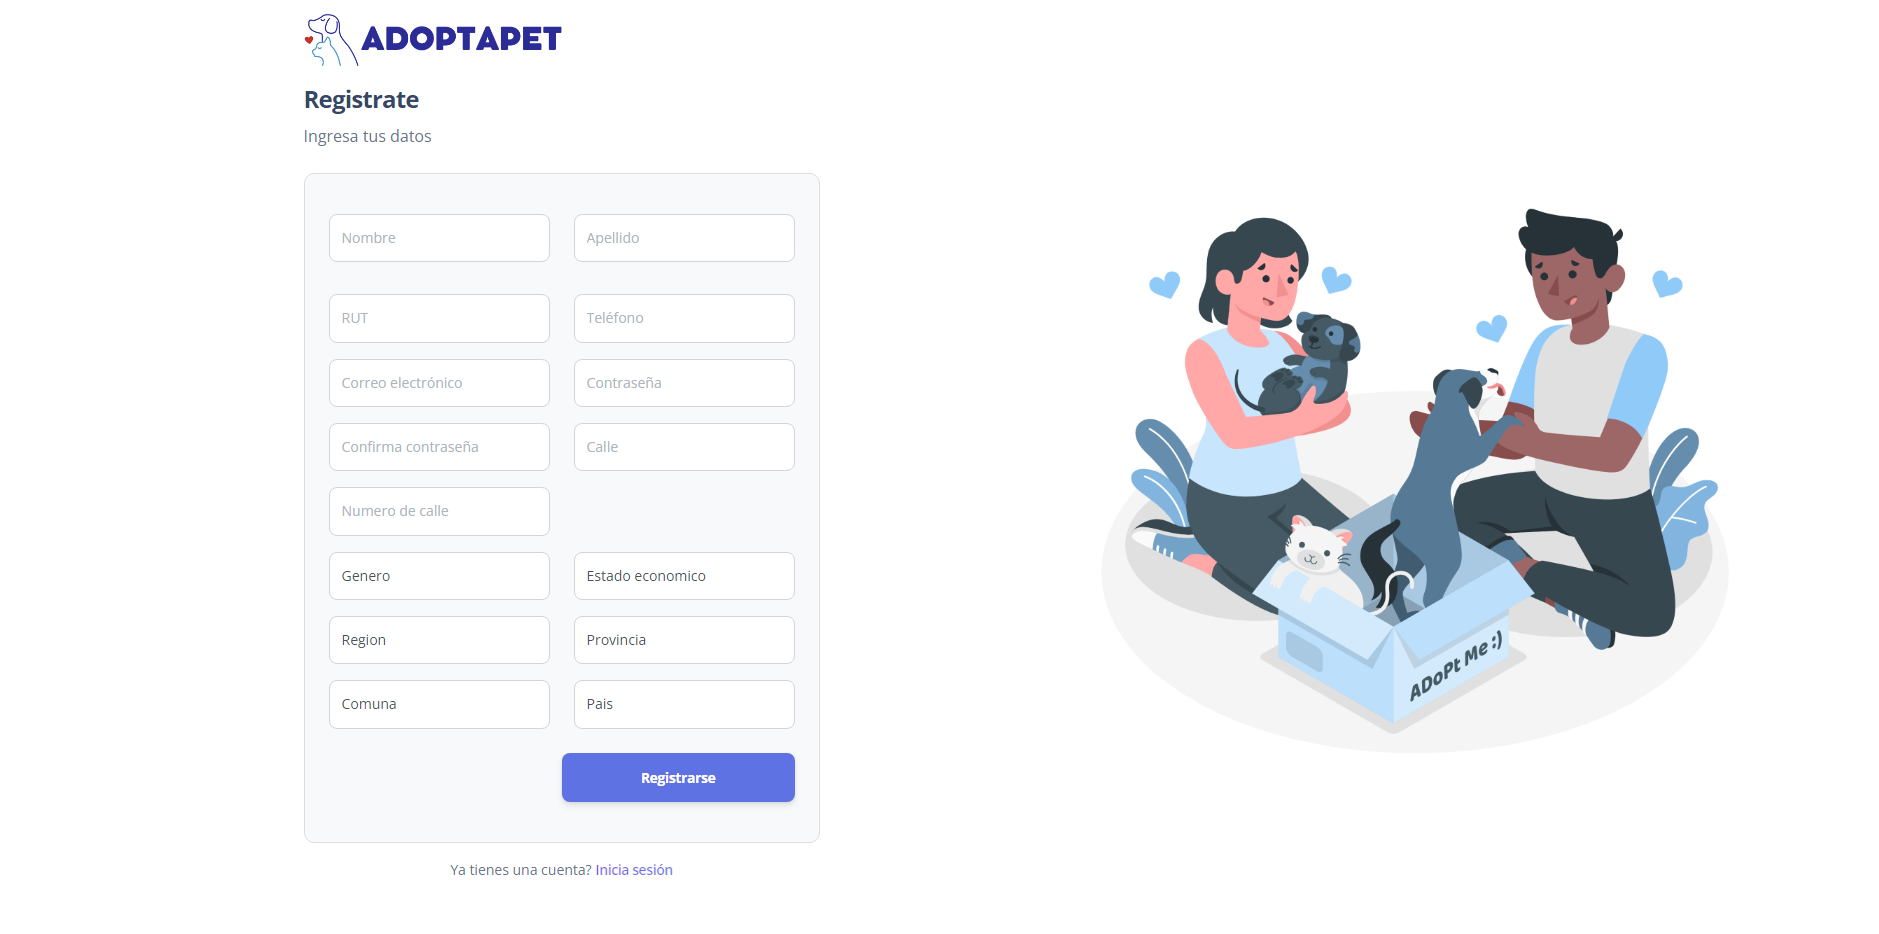 ADOPTAPET
Registrate
Ingresa tus datos
Nombre Apellido
RUT Teléfono
Correo electrónico Contraseña
Confirma contraseña Calle
Numero de calle
Genero Estado economico
Region Provincia
Comuna Pais
Registrarse
Ya tienes una cuenta? Inicia sesión
ADoPt Me :)